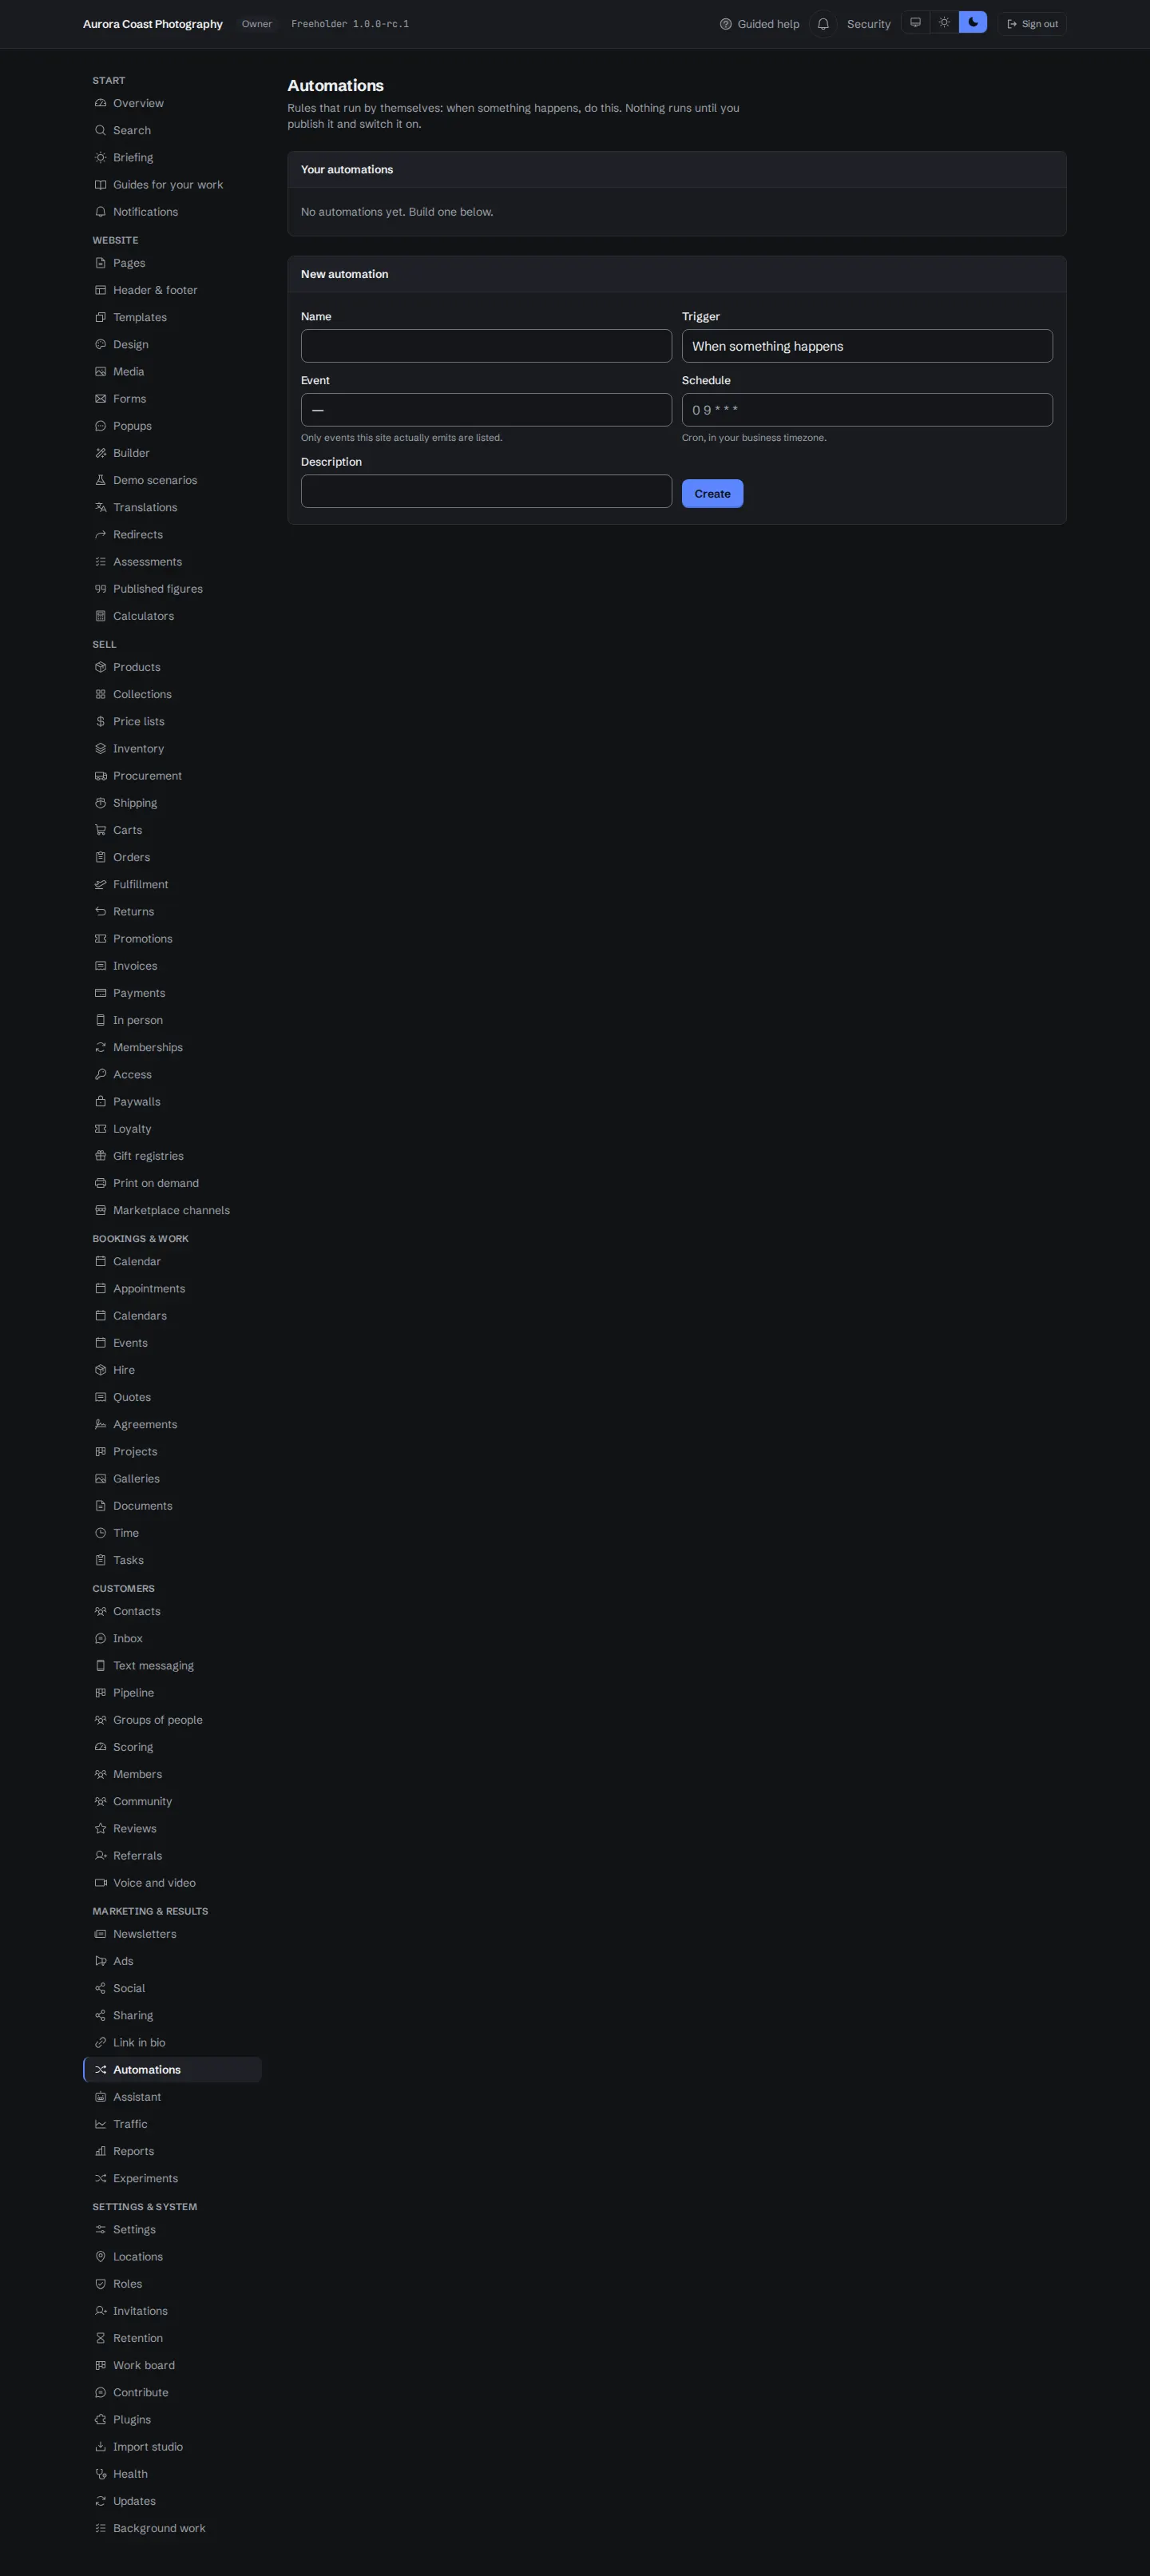 Aurora Coast Photography Owner Freeholder 1.0.0-rc.1 Guided help Security Sign out
START
Overview
Search
Briefing
Guides for your work
Notifications
WEBSITE
Pages
Header & footer
Templates
Design
Media
Forms
Popups
Builder
Demo scenarios
Translations
Redirects
Assessments
Published figures
Calculators
SELL
Products
Collections
Price lists
Inventory
Procurement
Shipping
Carts
Orders
Fulfillment
Returns
Promotions
Invoices
Payments
In person
Memberships
Access
Paywalls
Loyalty
Gift registries
Print on demand
Marketplace channels
BOOKINGS & WORK
Calendar
Appointments
Calendars
Events
Hire
Quotes
Agreements
Projects
Galleries
Documents
Time
Tasks
CUSTOMERS
Contacts
Inbox
Text messaging
Pipeline
Groups of people
Scoring
Members
Community
Reviews
Referrals
Voice and video
MARKETING & RESULTS
Newsletters
Ads
Social
Sharing
Link in bio
Automations
Assistant
Traffic
Reports
Experiments
SETTINGS & SYSTEM
Settings
Locations
Roles
Invitations
Retention
Work board
Contribute
Plugins
Import studio
Health
Updates
Background work
Automations
Rules that run by themselves: when something happens, do this. Nothing runs until you
publish it and switch it on.
Your automations
No automations yet. Build one below.
New automation
Name Trigger
When something happens
Event Schedule
— 0 9 * * *
Only events this site actually emits are listed. Cron, in your business timezone.
Description
Create